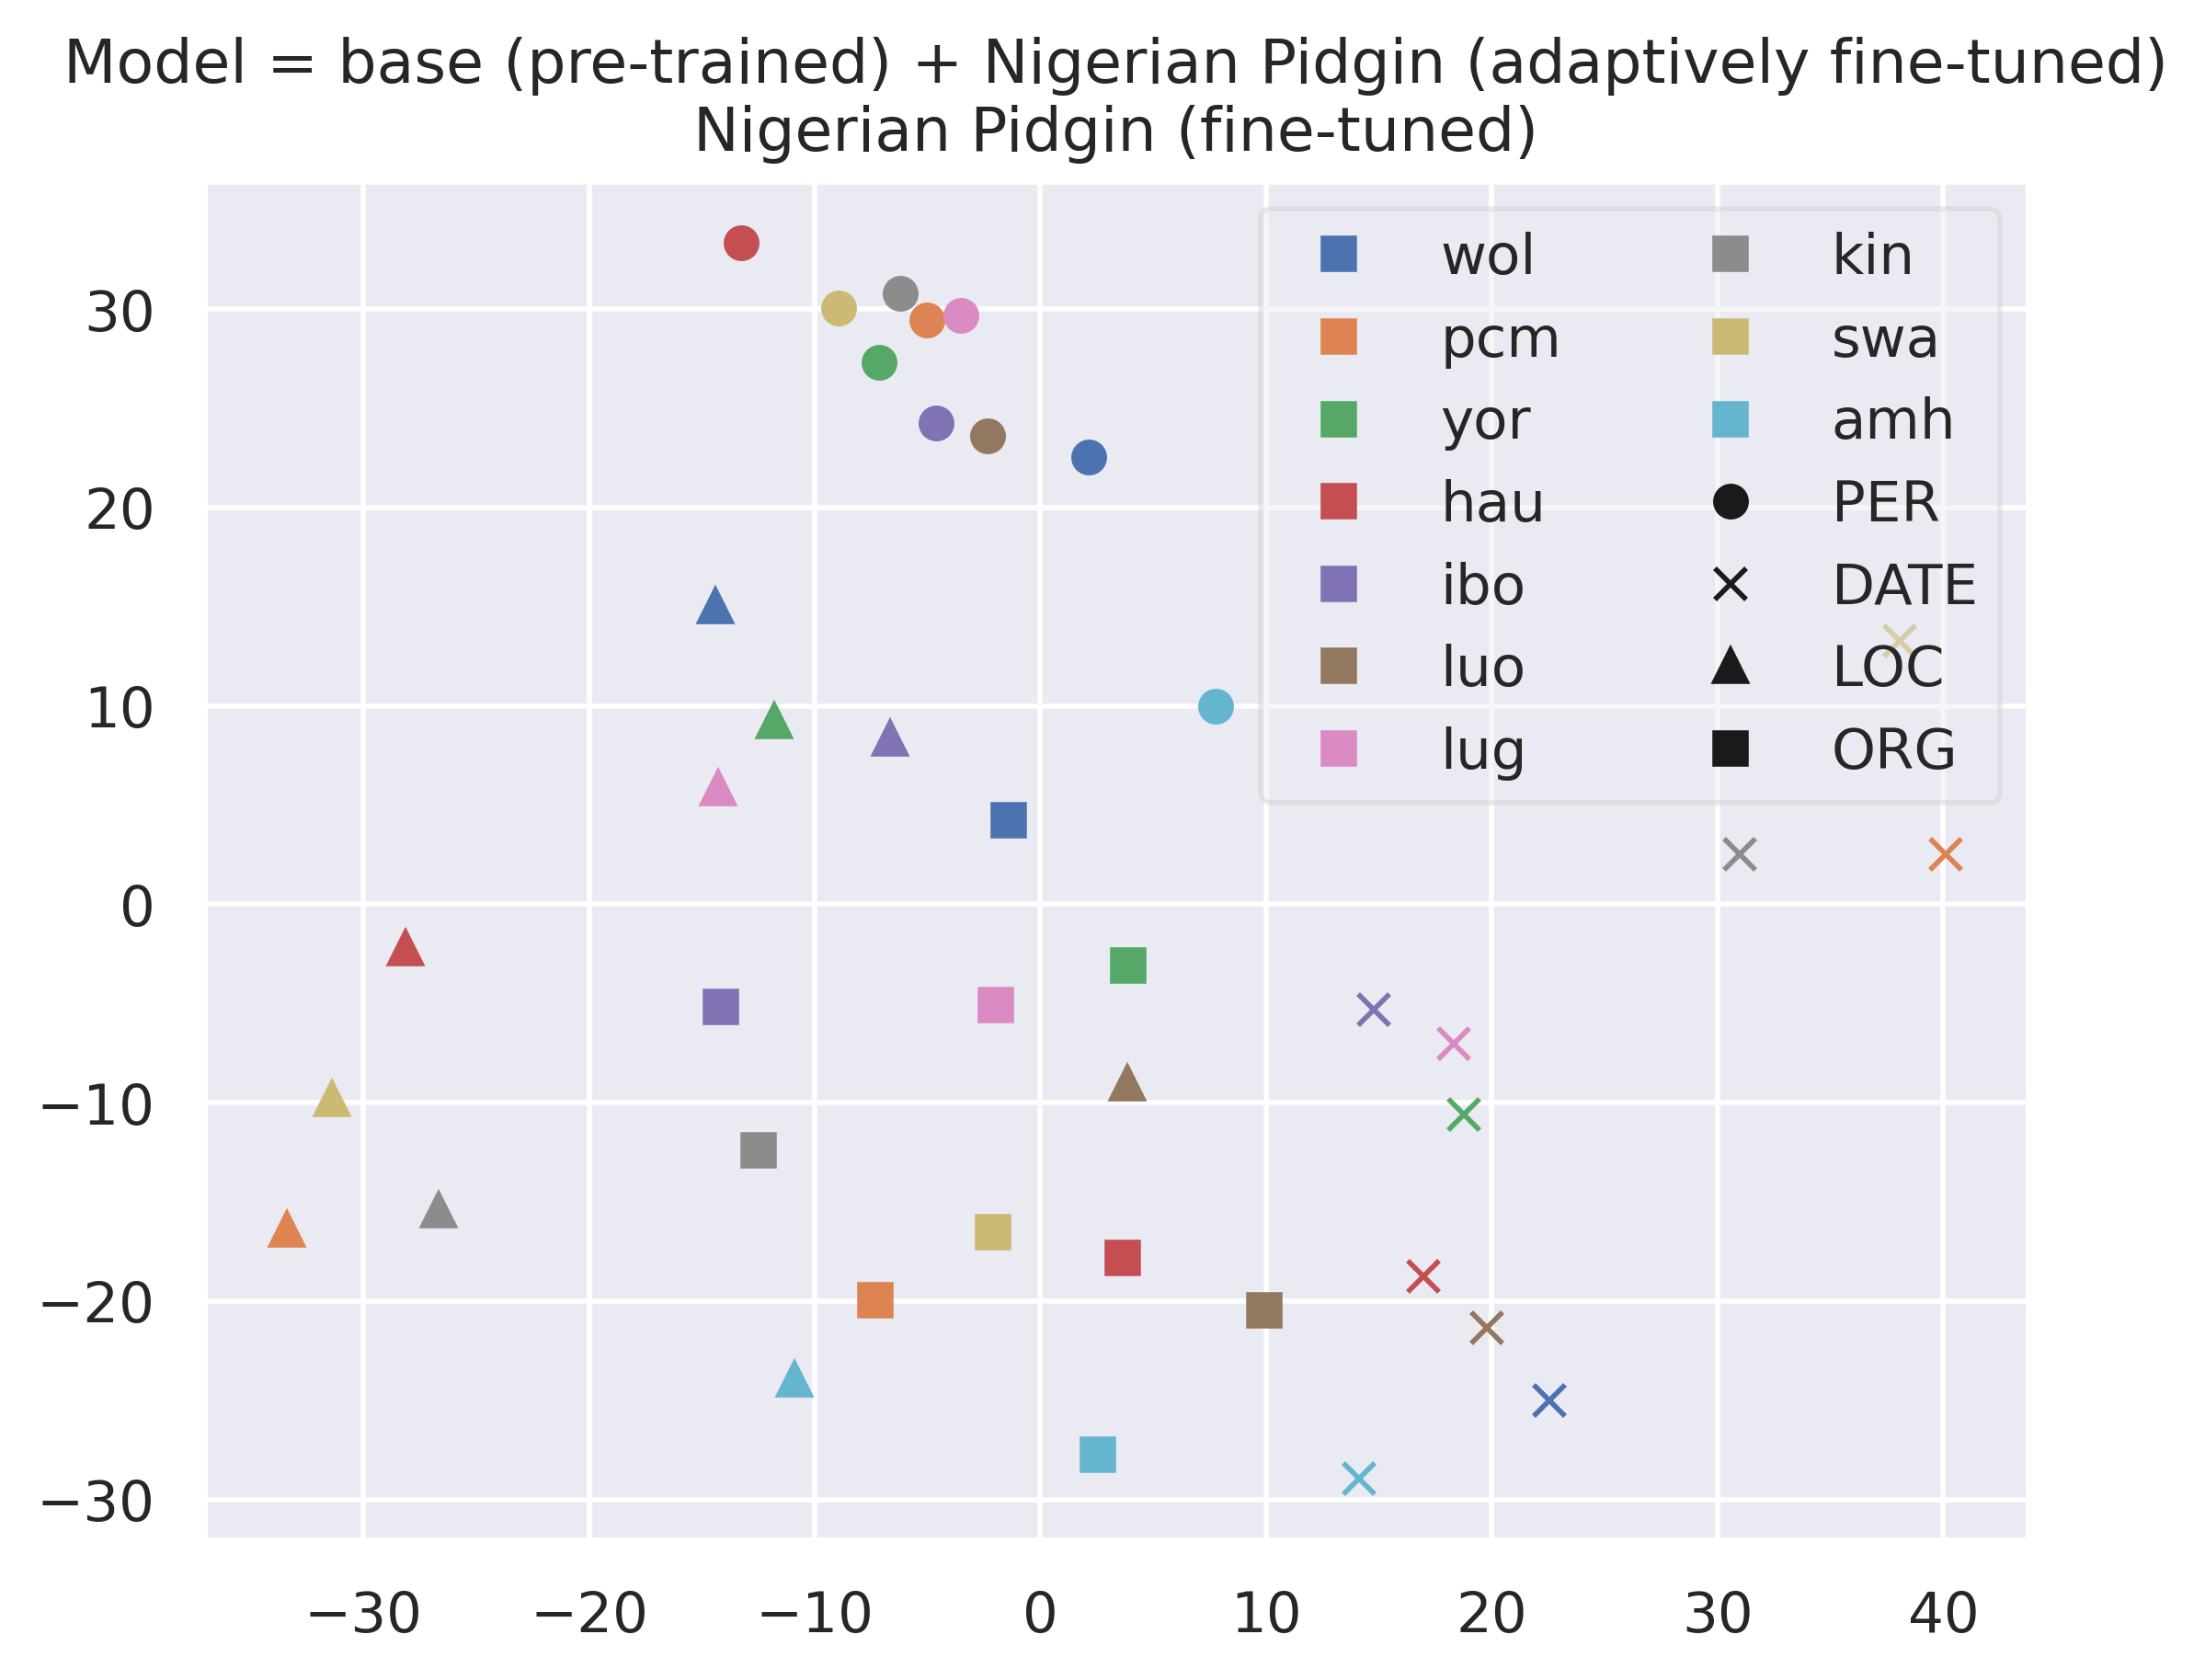 Model = base (pre-trained) + Nigerian Pidgin (adaptively fine-tuned)
Nigerian Pidgin (fine-tuned)
wol
pcm
yor
hau
ibo
luo
lug
kin
swa
amh
PER
DATE
LOC
ORG
30
20
10
0
−10
−20
−30
−30
−20
−10
0
10
20
30
40